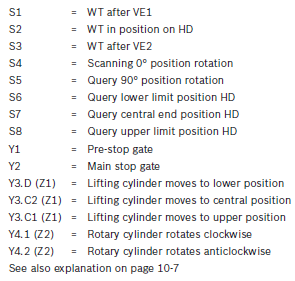 S1 = WT after VE1
S2 = WT in position on HD
S3 = WT after VE2
S4 = Scanning 0° position rotation
S5 = Query 90° position rotation
S6 = Query lower limit position HD
S7 = Query central end position HD
S8 = Query upper limit position HD
Y1 = Pre-stop gate
Y2 = Main stop gate
Y3.D (Z1) = Lifting cylinder moves to lower position
Y3.C2 (Z1) = Lifting cylinder moves to central position
Y3.C1 (Z1) = Lifting cylinder moves to upper position
Y4.1 (Z2) = Rotary cylinder rotates clockwise
Y4.2 (Z2) = Rotary cylinder rotates anticlockwise
See also explanation on page 10-7